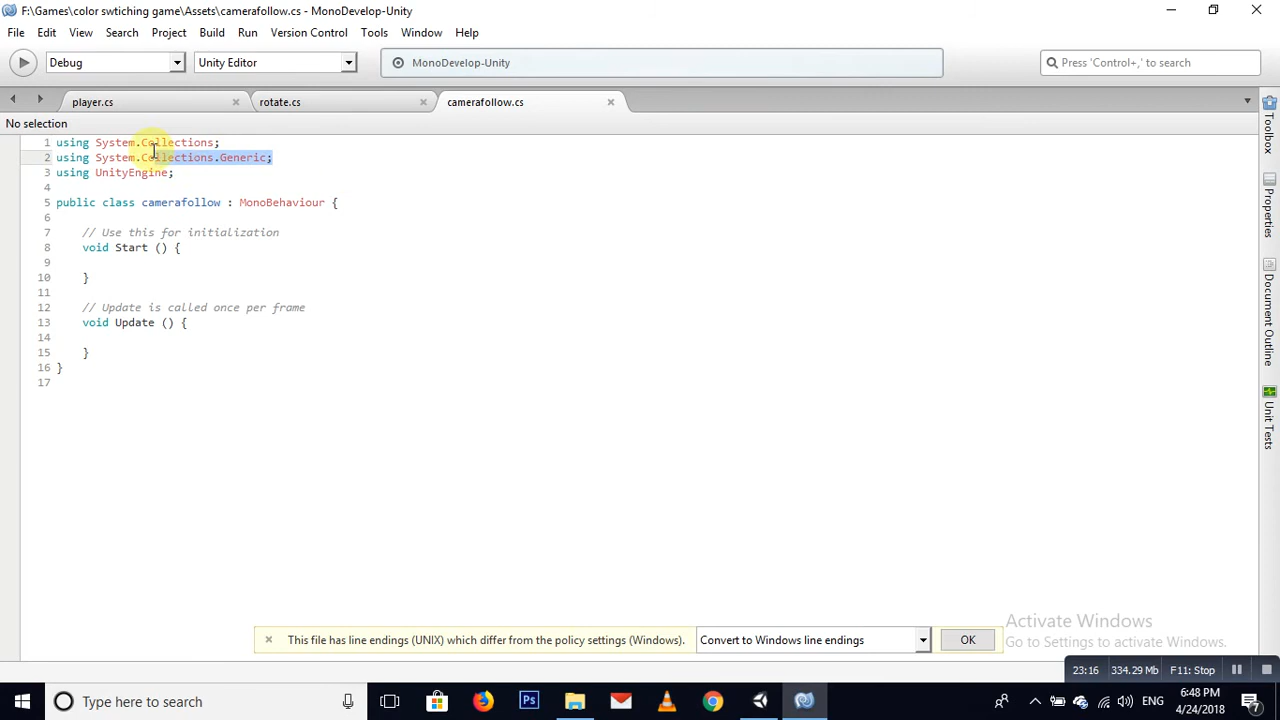 F:\Games\color swtiching game\Assets\camerafollow.cs - MonoDevelop-Unity
File Edit View Search Project Build Run Version Control Tools Window Help
Debug Unity Editor MonoDevelop-Unity Press 'Control+,' to search
player.cs rotate.cs camerafollow.cs
No selection
1 using System.Collections;
2 using System.Collections.Generic;
3 using UnityEngine;
4
5 public class camerafollow : MonoBehaviour {
6
7 // Use this for initialization
8 void Start () {
9
10 }
11
12 // Update is called once per frame
13 void Update () {
14
15 }
16 }
17
Toolbox
Properties
Document Outline
Unit Tests
This file has line endings (UNIX) which differ from the policy settings (Windows). Convert to Windows line endings OK
Activate Windows
Go to Settings to activate Windows.
23:16 334.29 Mb F11: Stop
Type here to search
Ps
ENG
6:48 PM
4/24/2018
7